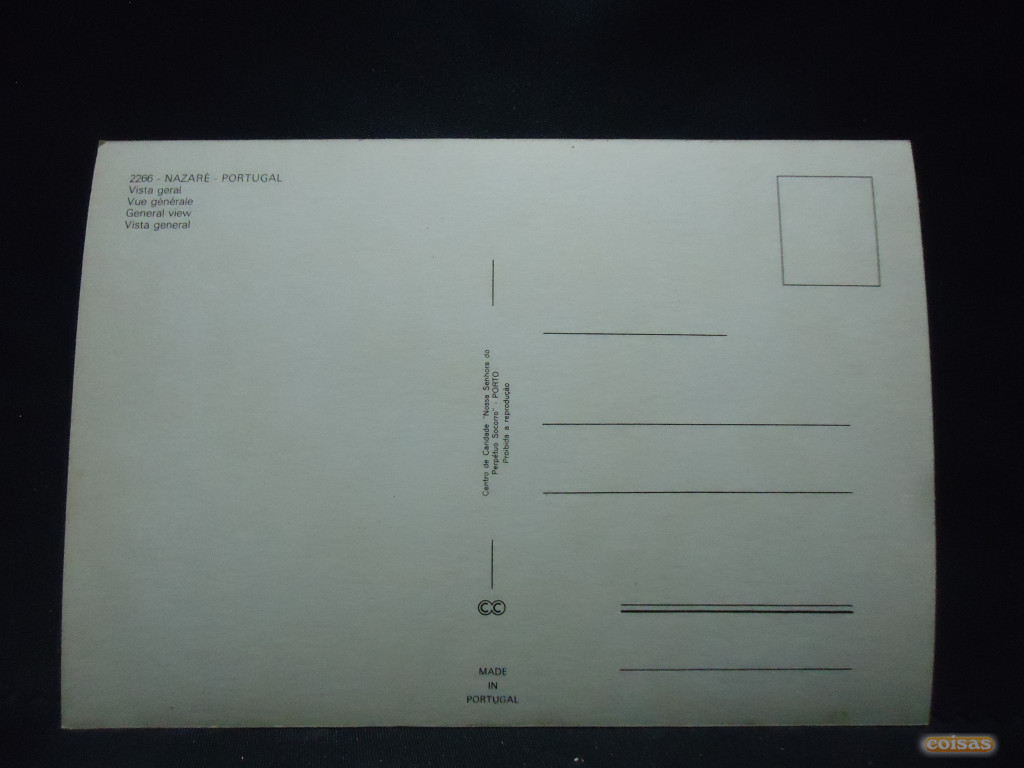 2266 - NAZARÉ - PORTUGAL
Vista geral
Vue générale
General view
Vista general
Centro de Caridade "Nossa Senhora do
Perpétuo Socorro" - PORTO
Proibida a reprodução
CC
MADE
IN
PORTUGAL
coisas